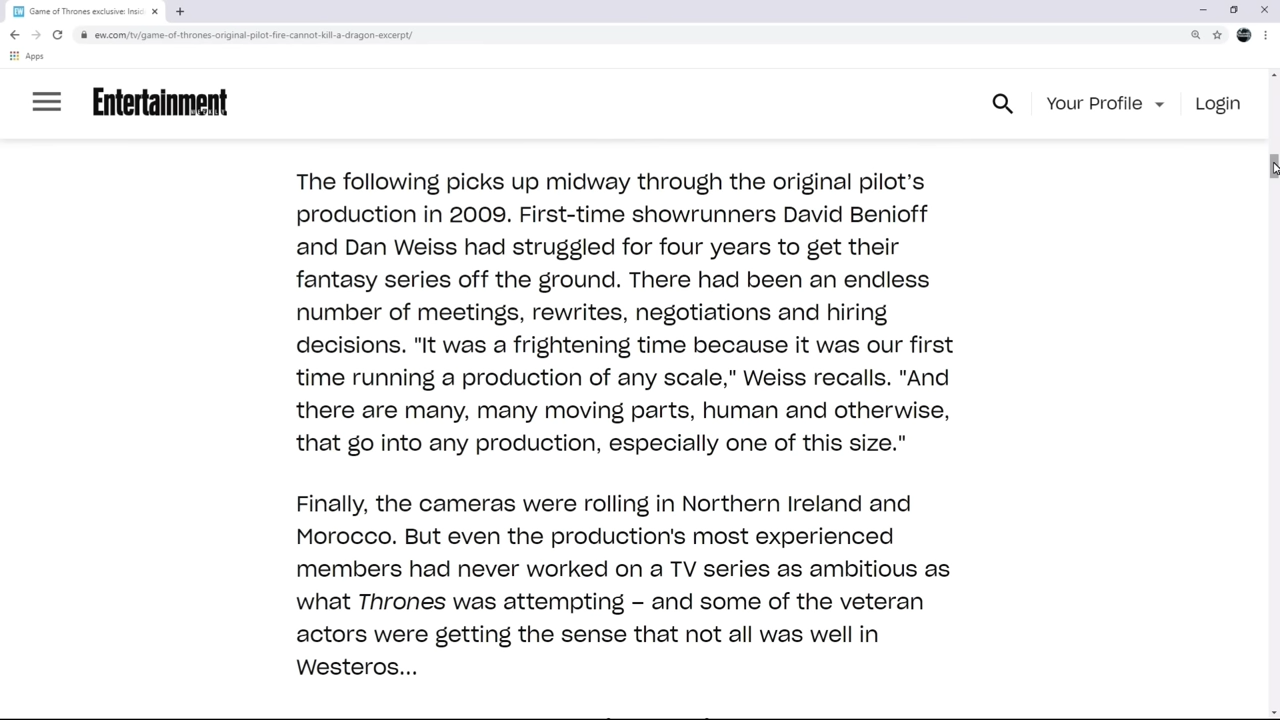 Game of Thrones exclusive: Insid
ew.com/tv/game-of-thrones-original-pilot-fire-cannot-kill-a-dragon-excerpt/
Apps
Entertainment
Your Profile
Login
The following picks up midway through the original pilot’s
production in 2009. First-time showrunners David Benioff
and Dan Weiss had struggled for four years to get their
fantasy series off the ground. There had been an endless
number of meetings, rewrites, negotiations and hiring
decisions. "It was a frightening time because it was our first
time running a production of any scale," Weiss recalls. "And
there are many, many moving parts, human and otherwise,
that go into any production, especially one of this size."
Finally, the cameras were rolling in Northern Ireland and
Morocco. But even the production's most experienced
members had never worked on a TV series as ambitious as
what Thrones was attempting – and some of the veteran
actors were getting the sense that not all was well in
Westeros...